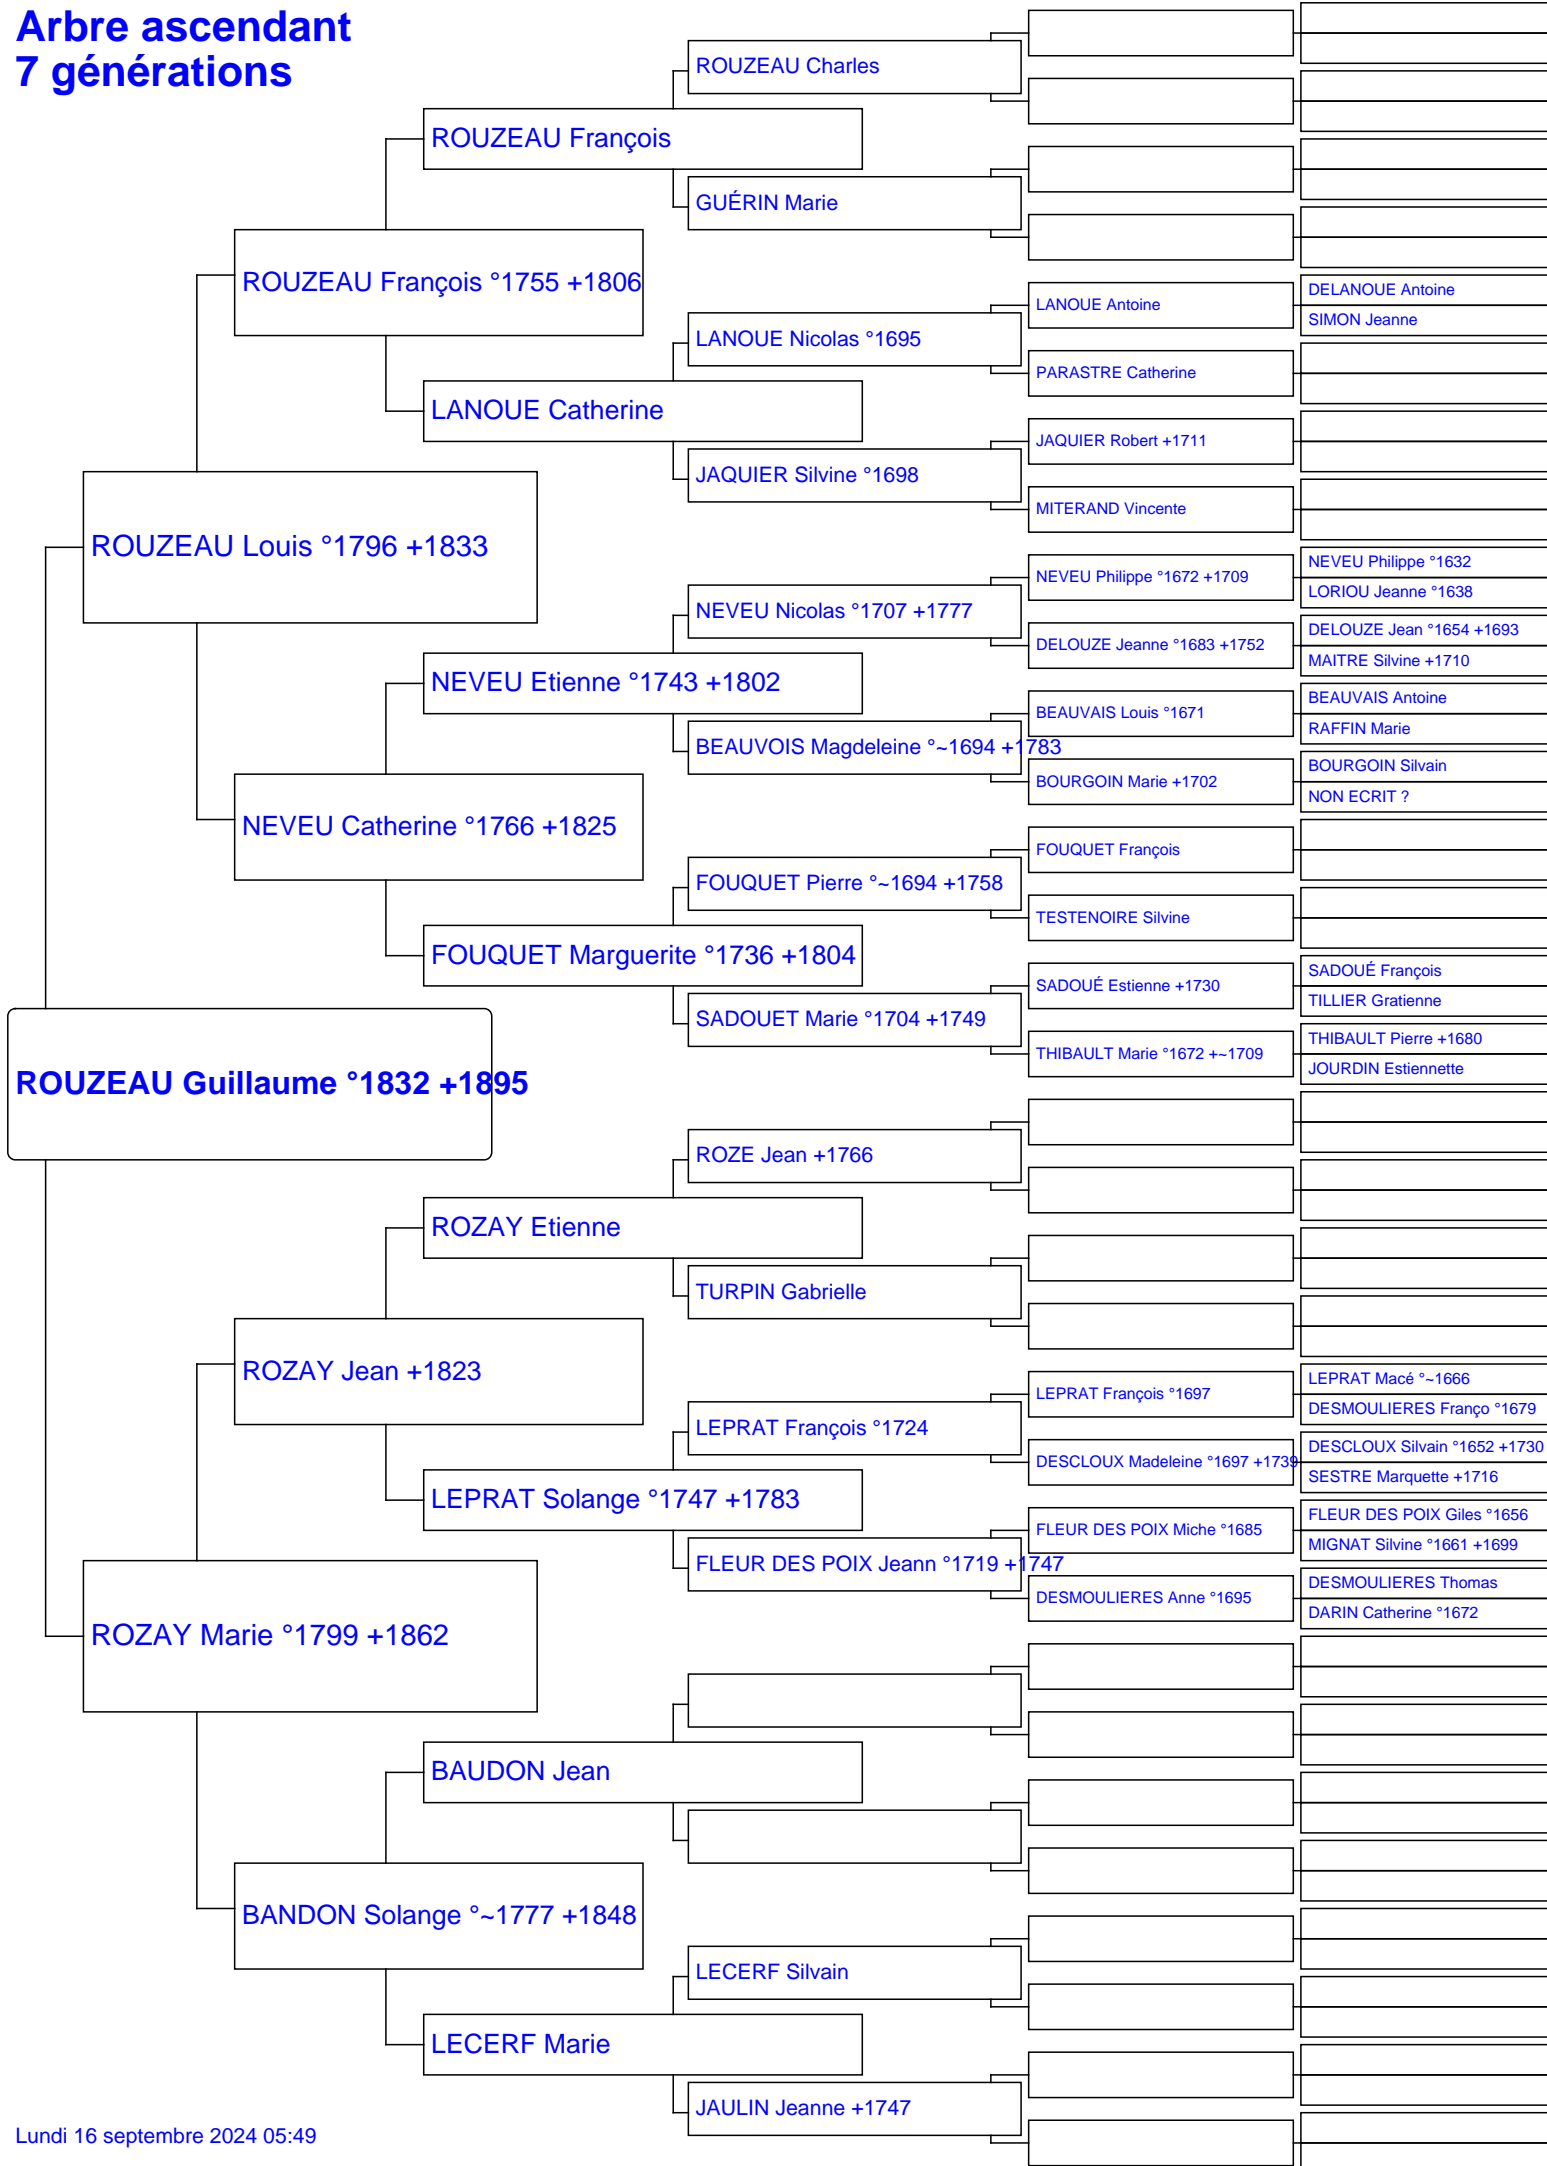 Arbre ascendant
7 générations
ROUZEAU Charles
ROUZEAU François
GUÉRIN Marie
ROUZEAU François °1755 +1806
DELANOUE Antoine
LANOUE Antoine
SIMON Jeanne
LANOUE Nicolas °1695
PARASTRE Catherine
LANOUE Catherine
JAQUIER Robert +1711
JAQUIER Silvine °1698
MITERAND Vincente
ROUZEAU Louis °1796 +1833
NEVEU Philippe °1632
NEVEU Philippe °1672 +1709
LORIOU Jeanne °1638
NEVEU Nicolas °1707 +1777
DELOUZE Jean °1654 +1693
DELOUZE Jeanne °1683 +1752
MAITRE Silvine +1710
NEVEU Etienne °1743 +1802
BEAUVAIS Antoine
BEAUVAIS Louis °1671
RAFFIN Marie
BEAUVOIS Magdeleine °~1694 +1783
BOURGOIN Silvain
BOURGOIN Marie +1702
NON ECRIT ?
NEVEU Catherine °1766 +1825
FOUQUET François
FOUQUET Pierre °~1694 +1758
TESTENOIRE Silvine
FOUQUET Marguerite °1736 +1804
SADOUÉ François
SADOUÉ Estienne +1730
TILLIER Gratienne
SADOUET Marie °1704 +1749
THIBAULT Pierre +1680
THIBAULT Marie °1672 +~1709
JOURDIN Estiennette
ROUZEAU Guillaume °1832 +1895
ROZE Jean +1766
ROZAY Etienne
TURPIN Gabrielle
ROZAY Jean +1823
LEPRAT Macé °~1666
LEPRAT François °1697
DESMOULIERES Franço °1679
LEPRAT François °1724
DESCLOUX Silvain °1652 +1730
DESCLOUX Madeleine °1697 +1739
SESTRE Marquette +1716
LEPRAT Solange °1747 +1783
FLEUR DES POIX Giles °1656
FLEUR DES POIX Miche °1685
MIGNAT Silvine °1661 +1699
FLEUR DES POIX Jeann °1719 +1747
DESMOULIERES Thomas
DESMOULIERES Anne °1695
DARIN Catherine °1672
ROZAY Marie °1799 +1862
BAUDON Jean
BANDON Solange °~1777 +1848
LECERF Silvain
LECERF Marie
JAULIN Jeanne +1747
Lundi 16 septembre 2024 05:49